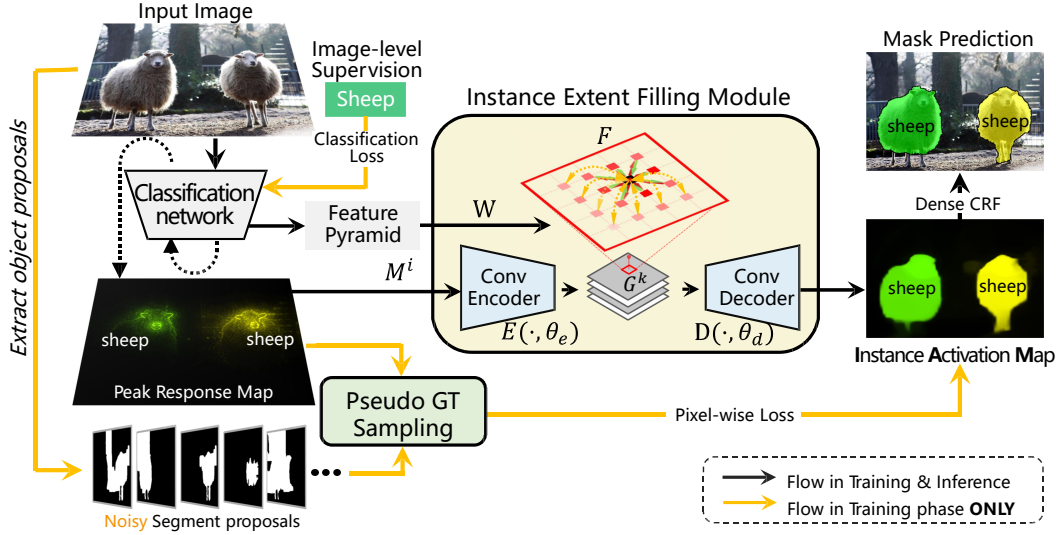 Input Image
Image-level
Supervision
Sheep
Classification
Loss
Extract object proposals
Classification
network
Feature
Pyramid
W
M^i
Instance Extent Filling Module
F
Conv
Encoder
E(·, θ_e)
G^k
Conv
Decoder
D(·, θ_d)
Mask Prediction
sheep
sheep
Dense CRF
sheep
sheep
Instance Activation Map
sheep
sheep
Peak Response Map
Pseudo GT
Sampling
Pixel-wise Loss
Noisy Segment proposals
Flow in Training & Inference
Flow in Training phase ONLY